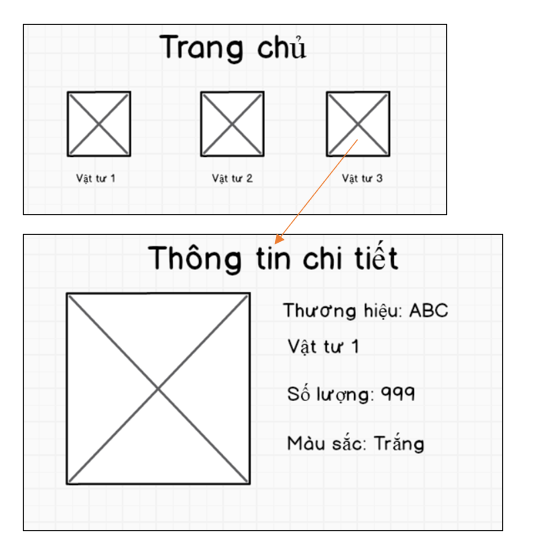 Trang chủ
Vật tư 1
Vật tư 2
Vật tư 3
Thông tin chi tiết
Thương hiệu: ABC
Vật tư 1
Số lượng: 999
Màu sắc: Trắng